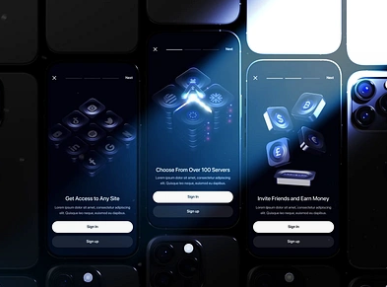 Next
Get Access to Any Site
Lorem ipsum dolor sit amet, consectetur adipiscing
elit. Quisque loc neque, euismod eu dapibus
Sign In
Sign up
Next
Choose From Over 100 Servers
Lorem ipsum dolor sit amet, consectetur adipiscing
elit. Quisque loc neque, euismod eu dapibus
Sign In
Sign up
Next
Invite Friends and Earn Money
Lorem ipsum dolor sit amet, consectetur adipiscing
elit. Quisque loc neque, euismod eu dapibus
Sign In
Sign up